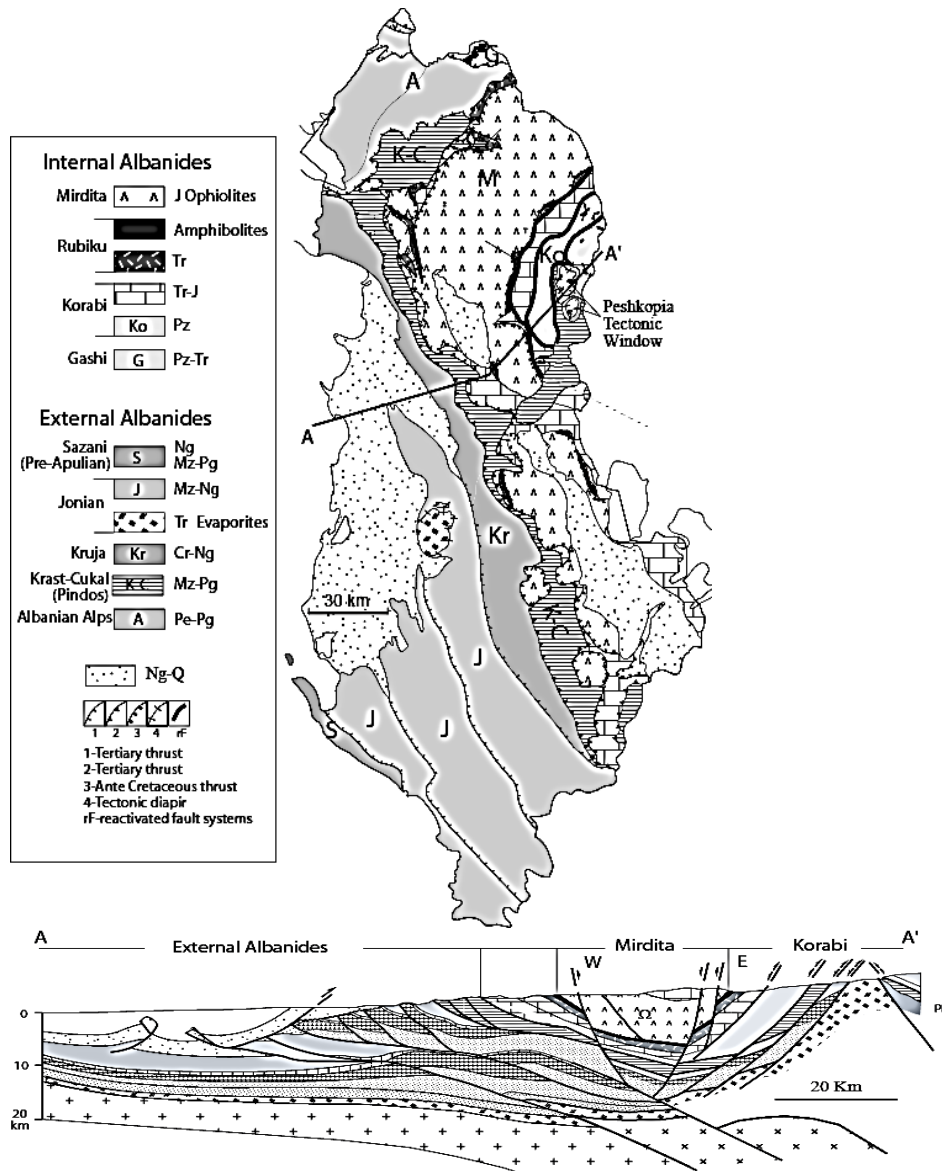 Internal Albanides
Mirdita
J Ophiolites
Rubiku
Amphibolites
Tr
Korabi
Tr-J
Ko
Pz
Gashi
G
Pz-Tr
External Albanides
Sazani
(Pre-Apulian)
S
Ng
Mz-Pg
Jonian
J
Mz-Ng
Tr Evaporites
Kruja
Kr
Cr-Ng
Krast-Cukal
(Pindos)
K-C
Mz-Pg
Albanian Alps
A
Pe-Pg
Ng-Q
1 2 3 4 rF
1-Tertiary thrust
2-Tertiary thrust
3-Ante Cretaceous thrust
4-Tectonic diapir
rF-reactivated fault systems
G
A
K-C
M
Ko
A'
Peshkopia
Tectonic
Window
A
Kr
30 km
K-C
J
J
J
S
A
External Albanides
Mirdita
Korabi
A'
W
E
0
Ω
10
20 Km
20
km